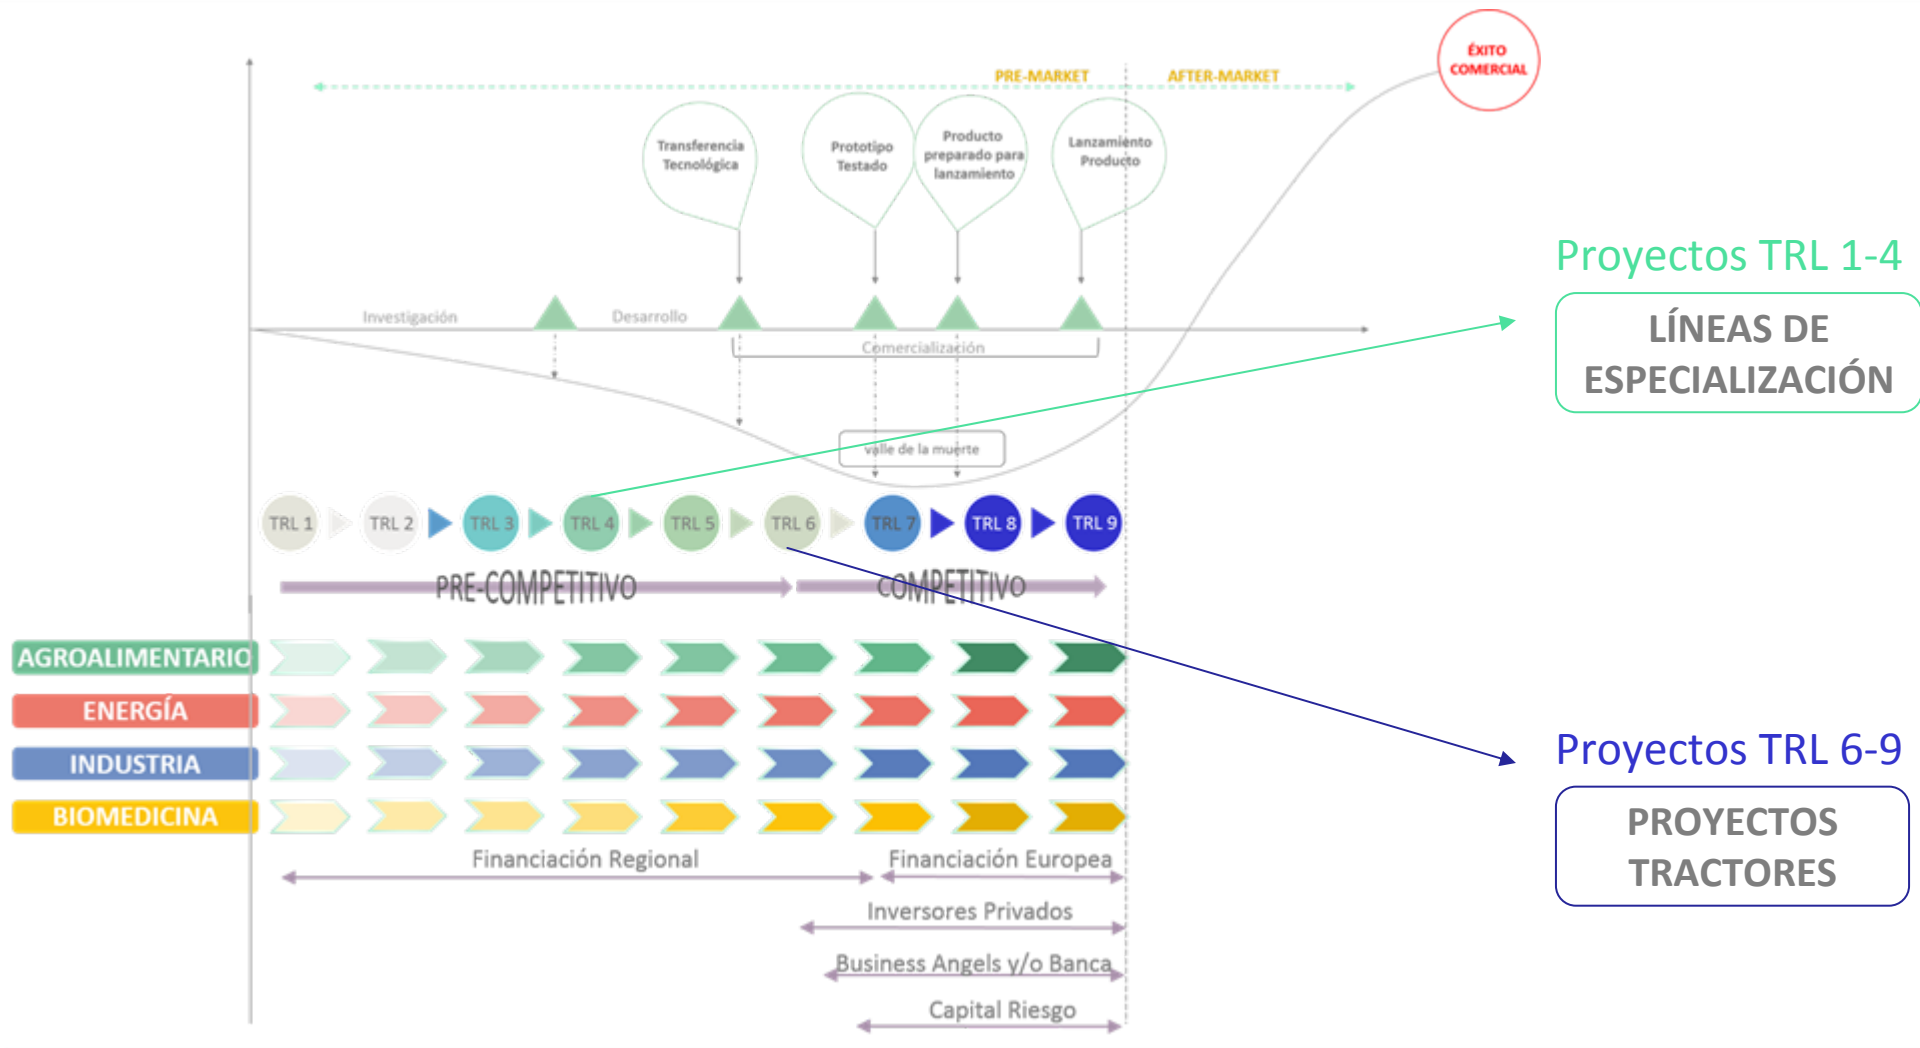 ÉXITO
COMERCIAL
PRE-MARKET
AFTER-MARKET
Transferencia
Tecnológica
Prototipo
Testado
Producto
preparado para
lanzamiento
Lanzamiento
Producto
Investigación
Desarrollo
Comercialización
valle de la muerte
Proyectos TRL 1-4
LÍNEAS DE
ESPECIALIZACIÓN
TRL 1
TRL 2
TRL 3
TRL 4
TRL 5
TRL 6
TRL 7
TRL 8
TRL 9
PRE-COMPETITIVO
COMPETITIVO
AGROALIMENTARIO
ENERGÍA
INDUSTRIA
BIOMEDICINA
Proyectos TRL 6-9
PROYECTOS
TRACTORES
Financiación Regional
Financiación Europea
Inversores Privados
Business Angels y/o Banca
Capital Riesgo